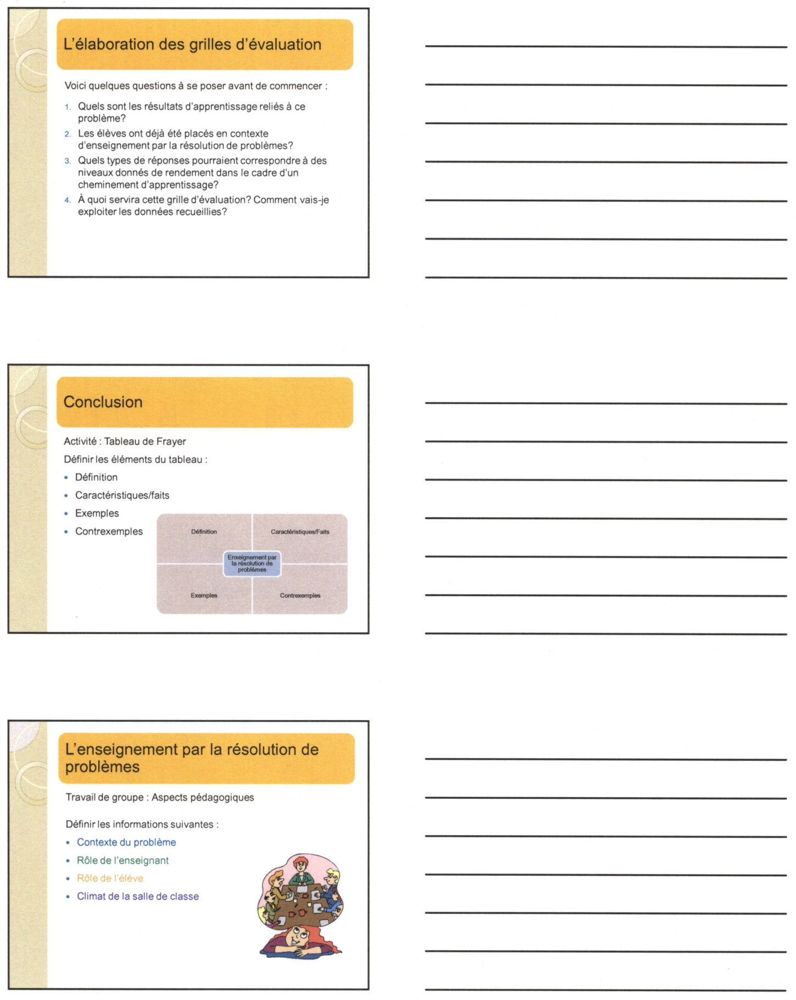 L'élaboration des grilles d'évaluation
Voici quelques questions à se poser avant de commencer :
1. Quels sont les résultats d'apprentissage reliés à ce
problème?
2. Les élèves ont déjà été placés en contexte
d'enseignement par la résolution de problèmes?
3. Quels types de réponses pourraient correspondre à des
niveaux donnés de rendement dans le cadre d'un
cheminement d'apprentissage?
4. À quoi servira cette grille d'évaluation? Comment vais-je
exploiter les données recueillies?
Conclusion
Activité : Tableau de Frayer
Définir les éléments du tableau :
• Définition
• Caractéristiques/faits
• Exemples
• Contrexemples
Définition
Caractéristiques/Faits
Enseignement par
la résolution de
problèmes
Exemples
Contrexemples
L'enseignement par la résolution de
problèmes
Travail de groupe : Aspects pédagogiques
Définir les informations suivantes :
• Contexte du problème
• Rôle de l'enseignant
• Rôle de l'élève
• Climat de la salle de classe